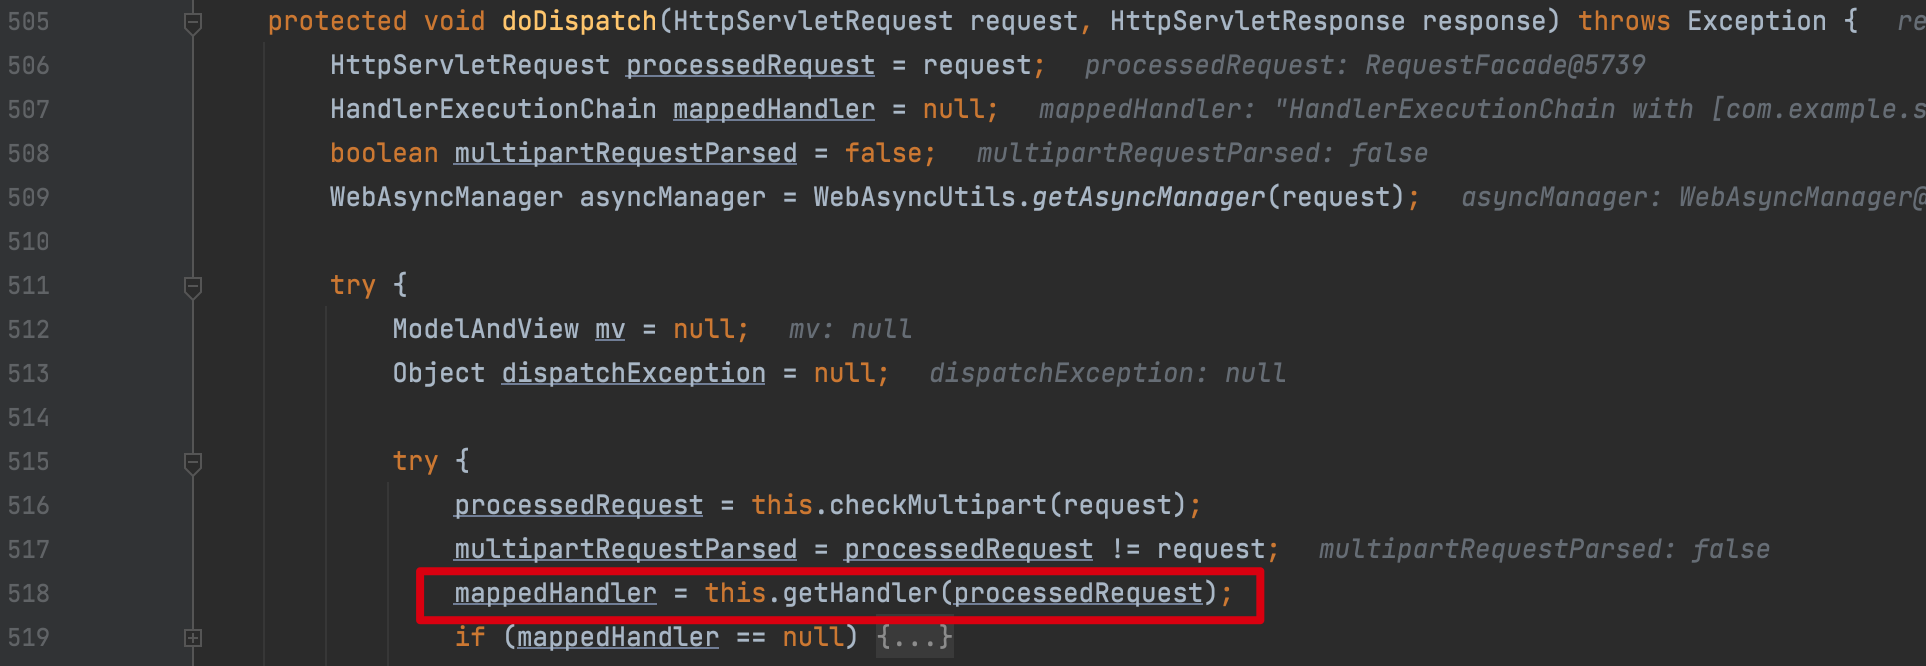 505 protected void doDispatch(HttpServletRequest request, HttpServletResponse response) throws Exception { re
506 HttpServletRequest processedRequest = request; processedRequest: RequestFacade@5739
507 HandlerExecutionChain mappedHandler = null; mappedHandler: "HandlerExecutionChain with [com.example.s
508 boolean multipartRequestParsed = false; multipartRequestParsed: false
509 WebAsyncManager asyncManager = WebAsyncUtils.getAsyncManager(request); asyncManager: WebAsyncManager@
510
511 try {
512 ModelAndView mv = null; mv: null
513 Object dispatchException = null; dispatchException: null
514
515 try {
516 processedRequest = this.checkMultipart(request);
517 multipartRequestParsed = processedRequest != request; multipartRequestParsed: false
518 mappedHandler = this.getHandler(processedRequest);
519 if (mappedHandler == null) {...}